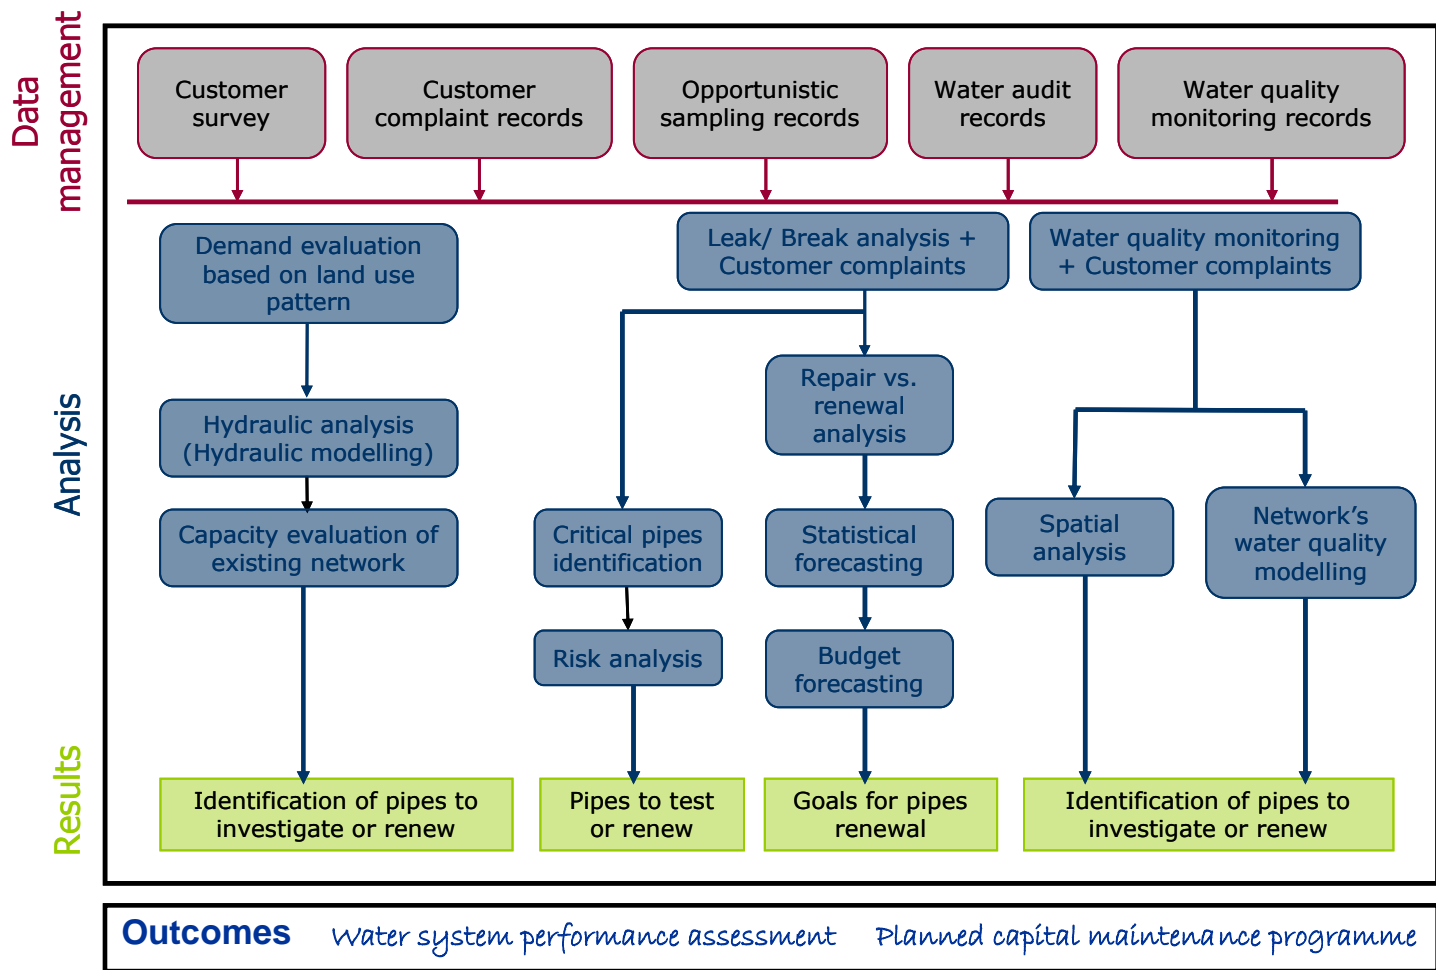 Data
management
Customer
survey
Customer
complaint records
Opportunistic
sampling records
Water audit
records
Water quality
monitoring records
Analysis
Demand evaluation
based on land use
pattern
Leak/ Break analysis +
Customer complaints
Water quality monitoring
+ Customer complaints
Hydraulic analysis
(Hydraulic modelling)
Repair vs.
renewal
analysis
Capacity evaluation of
existing network
Critical pipes
identification
Statistical
forecasting
Spatial
analysis
Network’s
water quality
modelling
Risk analysis
Budget
forecasting
Results
Identification of pipes to
investigate or renew
Pipes to test
or renew
Goals for pipes
renewal
Identification of pipes to
investigate or renew
Outcomes Water system performance assessment Planned capital maintenance programme